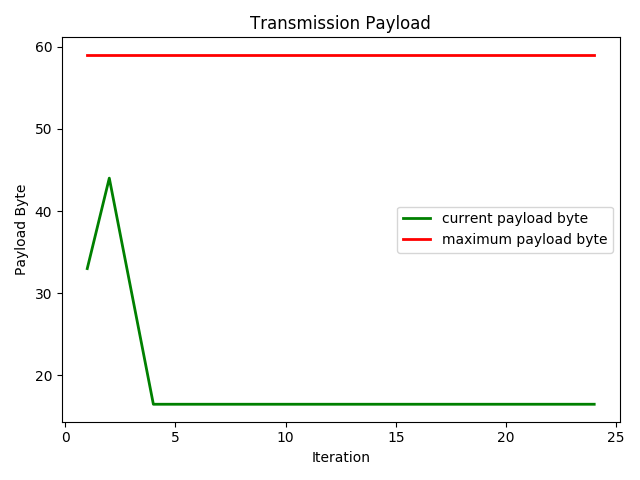 Transmission Payload
60
50
40
30
20
Payload Byte
current payload byte
maximum payload byte
0 5 10 15 20 25
Iteration